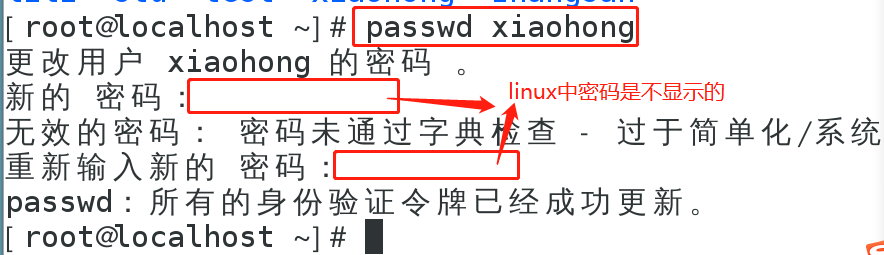 [root@localhost ~]# passwd xiaohong
更改用户 xiaohong 的密码 。
新的 密码：
linux中密码是不显示的
无效的密码： 密码未通过字典检查 - 过于简单化/系统
重新输入新的 密码：
passwd：所有的身份验证令牌已经成功更新。
[root@localhost ~]#